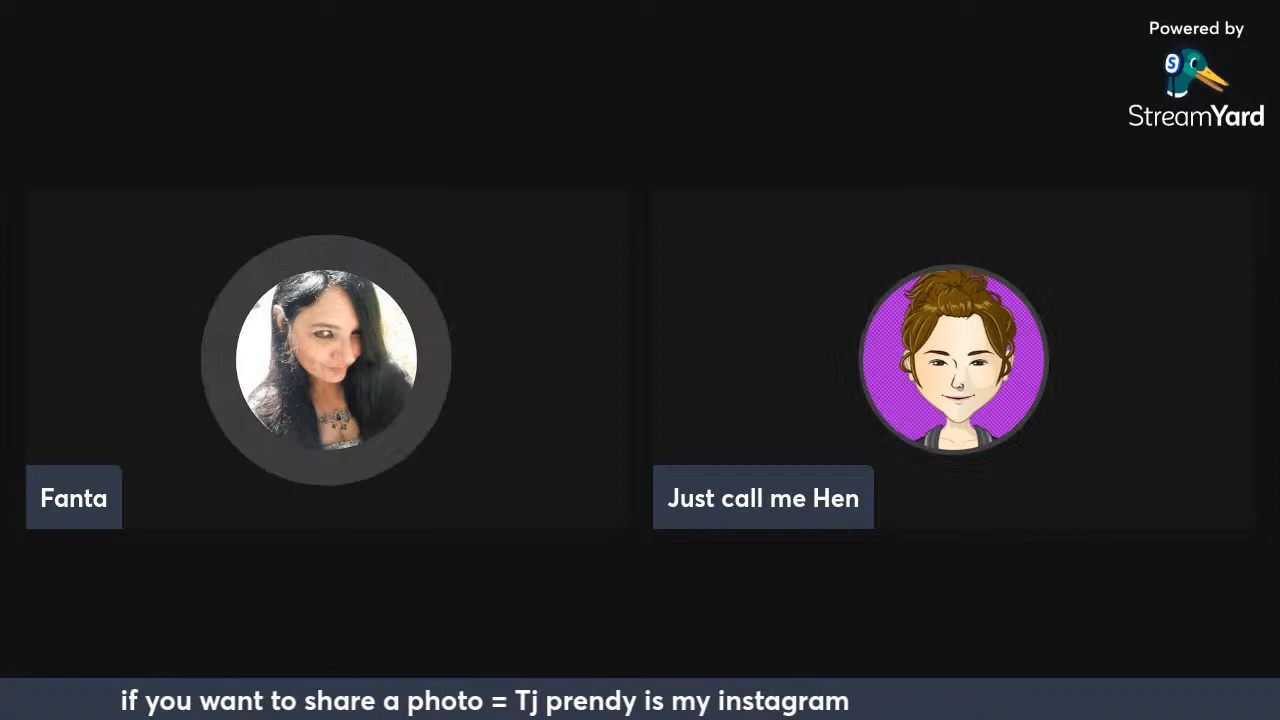 Powered by
S
StreamYard
Fanta
Just call me Hen
if you want to share a photo = Tj prendy is my instagram